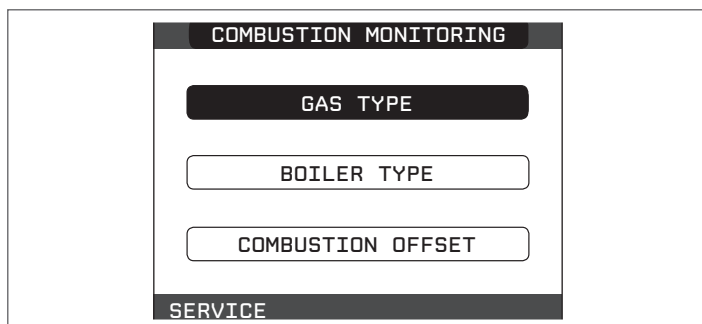 COMBUSTION MONITORING
GAS TYPE
BOILER TYPE
COMBUSTION OFFSET
SERVICE